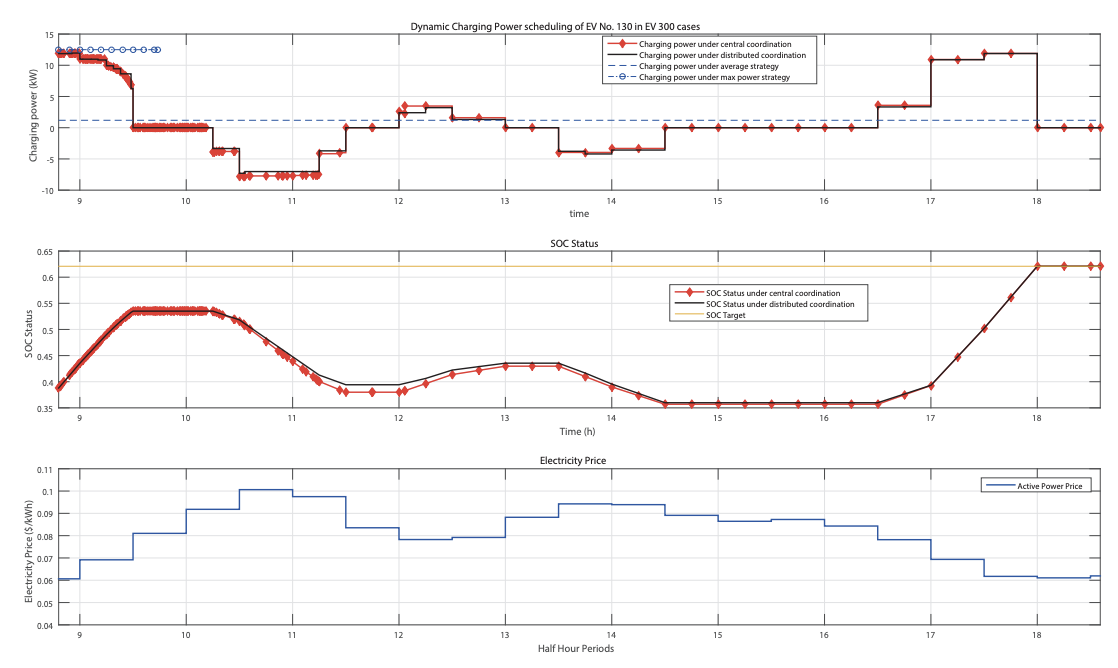 Dynamic Charging Power scheduling of EV No. 130 in EV 300 cases
Charging power (kW)
15
10
5
0
-5
-10
Charging power under central coordination
Charging power under distributed coordination
Charging power under average strategy
Charging power under max power strategy
9 10 11 12 13 14 15 16 17 18
time
SOC Status
SOC Status
0.65
0.6
0.55
0.5
0.45
0.4
0.35
SOC Status under central coordination
SOC Status under distributed coordination
SOC Target
9 10 11 12 13 14 15 16 17 18
Time (h)
Electricity Price
Electricity Price ($/kWh)
0.11
0.1
0.09
0.08
0.07
0.06
0.05
0.04
Active Power Price
9 10 11 12 13 14 15 16 17 18
Half Hour Periods